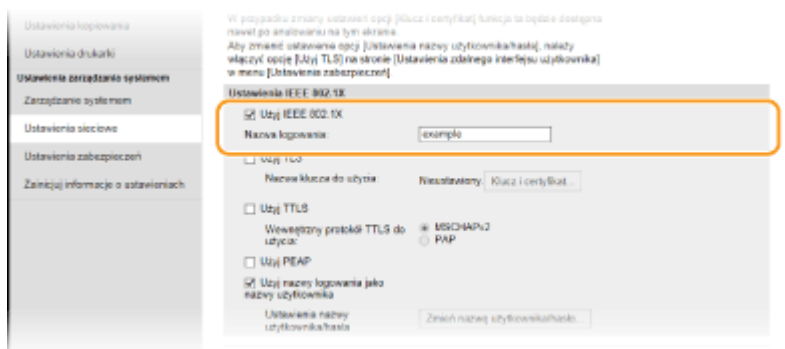 Ustawienia kopiowania
Ustawienia drukarki
Ustawienia zarządzania systemem
Zarządzanie systemem
Ustawienia sieciowe
Ustawienia zabezpieczeń
Zainicjuj informacje o ustawieniach
W przypadku zmiany ustawień opcji [Klucz i certyfikat] funkcja ta będzie dostępna
nawet po anulowaniu na tym ekranie.
Aby zmienić ustawienie opcji [Ustawienia nazwy użytkownika/hasła], należy
włączyć opcję [Użyj TLS] na stronie [Ustawienia zdalnego interfejsu użytkownika]
w menu [Ustawienia zabezpieczeń].
Ustawienia IEEE 802.1X
Użyj IEEE 802.1X
Nazwa logowania: example
Użyj TLS
Nazwa klucza do użycia: Nieustawiony. Klucz i certyfikat...
Użyj TTLS
Wewnętrzny protokół TTLS do
użycia:
MSCHAPv2
PAP
Użyj PEAP
Użyj nazwy logowania jako
nazwy użytkownika
Ustawienia nazwy
użytkownika/hasła
Zmień nazwę użytkownika/hasło...